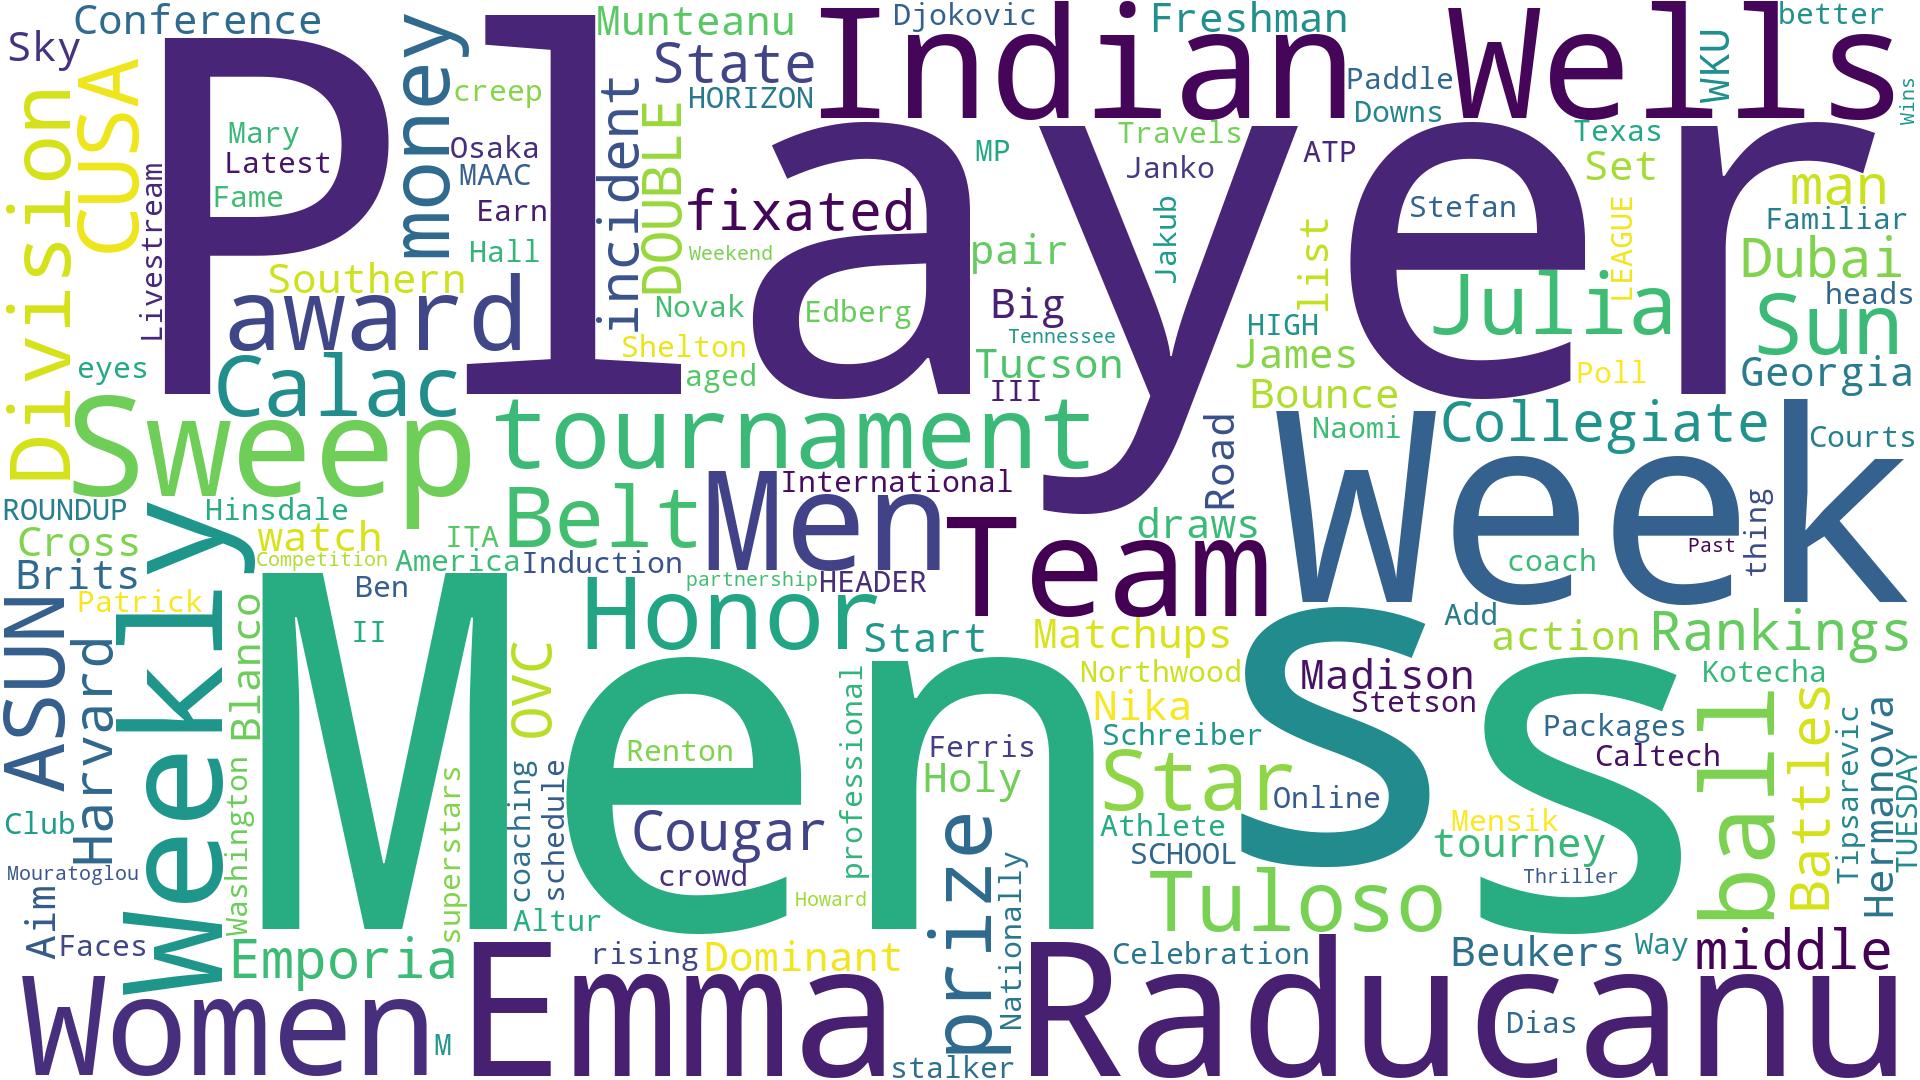 Sky
Conference
money
Munteanu
Djokovic
Freshman
better
Indian Wells
State
HORIZON
creep
Paddle
Downs
WKU
Wins
Division
CUSA
Livestream
Player
Mary
Latest
Fame
Osaka
MAAC
Earn
Hall
incident
DOUBLE
fixated
Weekend
MP
Travels
Janko
ATP
Texas
Set
man
Familiar
Dubai
heads
Stefan
LEAGUE
pair
Jakub
list
Southern
award
Novak
Edberg
Big
Julia
Sun
Shelton
Tennessee
HIGH
James
eyes
Calac
aged
Tucson
III
Bounce
Poll
Georgia
Sweep
tournament
Naomi
Collegiate
Courts
Road
Week
International
Men
ROUNDUP
Hinsdale
Belt
Team
draws
thing
Cross
watch
ITA
Past
Brits
Competition
America
Induction
coach
partnership
HEADER
Patrick
Ben
II
Honor
Start
Matchups
Add
action
Rankings
ASUN
Harvard
Weekly
Blanco
Mens
OVC
Northwood
Madison
Kotecha
Nika
Stetson
S
Schreiber
Packages
Renton
Ferris
professional
Caltech
ball
Battles
Tipsarevic
Hermanova
TUESDAY
Holy
Star
Online
Club
Washington
superstars
coaching
schedule
Cougar
Athlete
Mensik
tourney
SCHOOL
crowd
Mouratoglou
Thriller
Aim
Howard
prize
Nationally
Tuloso
Altur
Faces
Emporia
rising
Dominant
Celebration
Beukers
Way
middle
Women
M
Emma
Raducanu
Dias
stalker